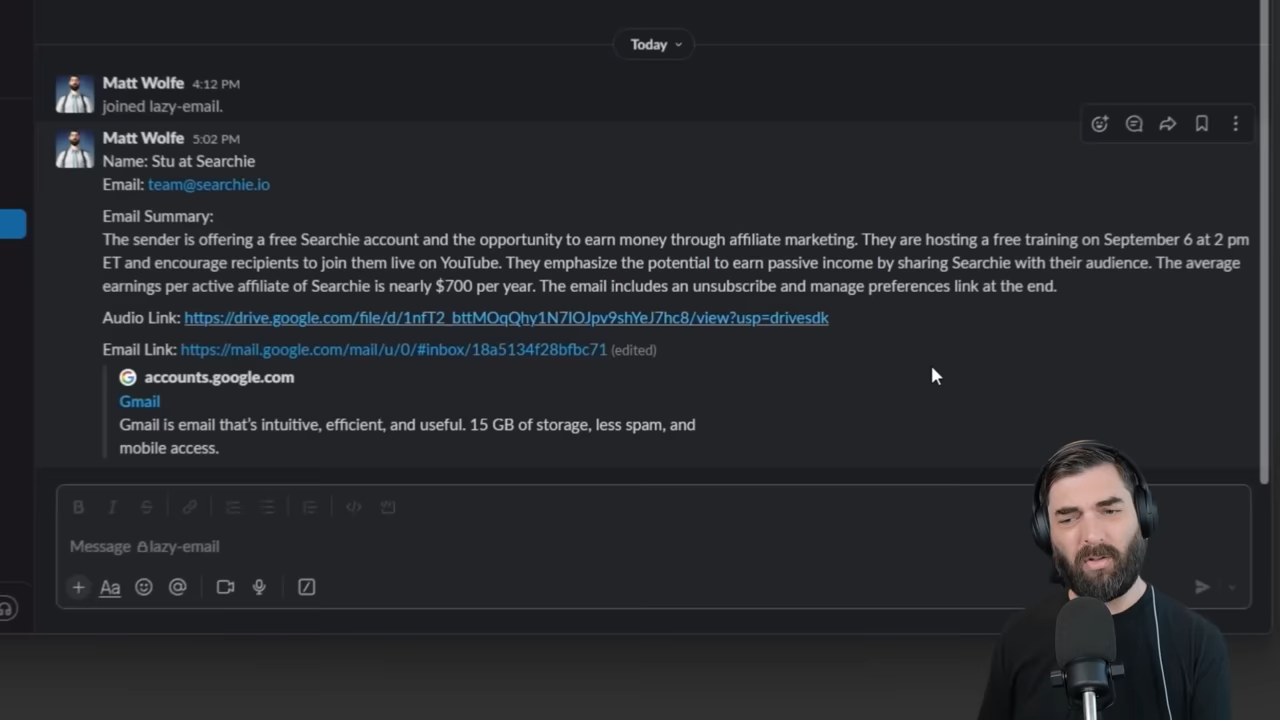 Today
Matt Wolfe 4:12 PM
joined lazy-email.
Matt Wolfe 5:02 PM
Name: Stu at Searchie
Email: team@searchie.io
Email Summary:
The sender is offering a free Searchie account and the opportunity to earn money through affiliate marketing. They are hosting a free training on September 6 at 2 pm
ET and encourage recipients to join them live on YouTube. They emphasize the potential to earn passive income by sharing Searchie with their audience. The average
earnings per active affiliate of Searchie is nearly $700 per year. The email includes an unsubscribe and manage preferences link at the end.
Audio Link: https://drive.google.com/file/d/1nfT2_bttMOqQhy1N7IOJpv9shYeJ7hc8/view?usp=drivesdk
Email Link: https://mail.google.com/mail/u/0/#inbox/18a5134f28bfbc71 (edited)
accounts.google.com
Gmail
Gmail is email that's intuitive, efficient, and useful. 15 GB of storage, less spam, and
mobile access.
B I S
Message lazy-email
Aa